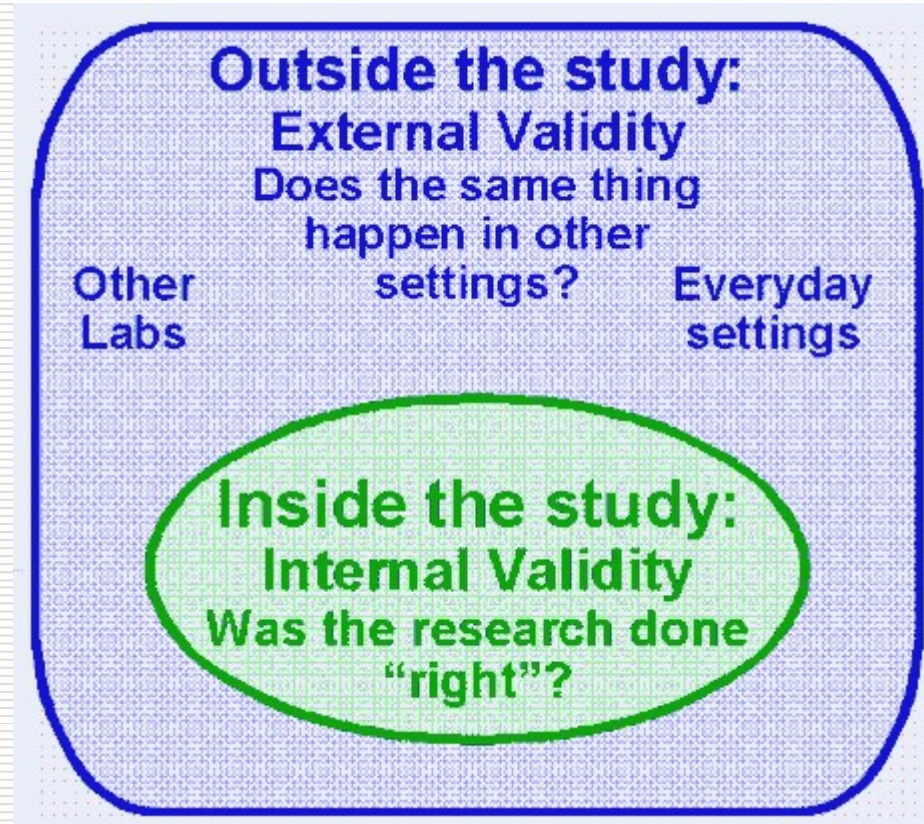 Outside the study:
External Validity
Does the same thing
happen in other
settings?
Other
Labs
Everyday
settings
Inside the study:
Internal Validity
Was the research done
“right”?